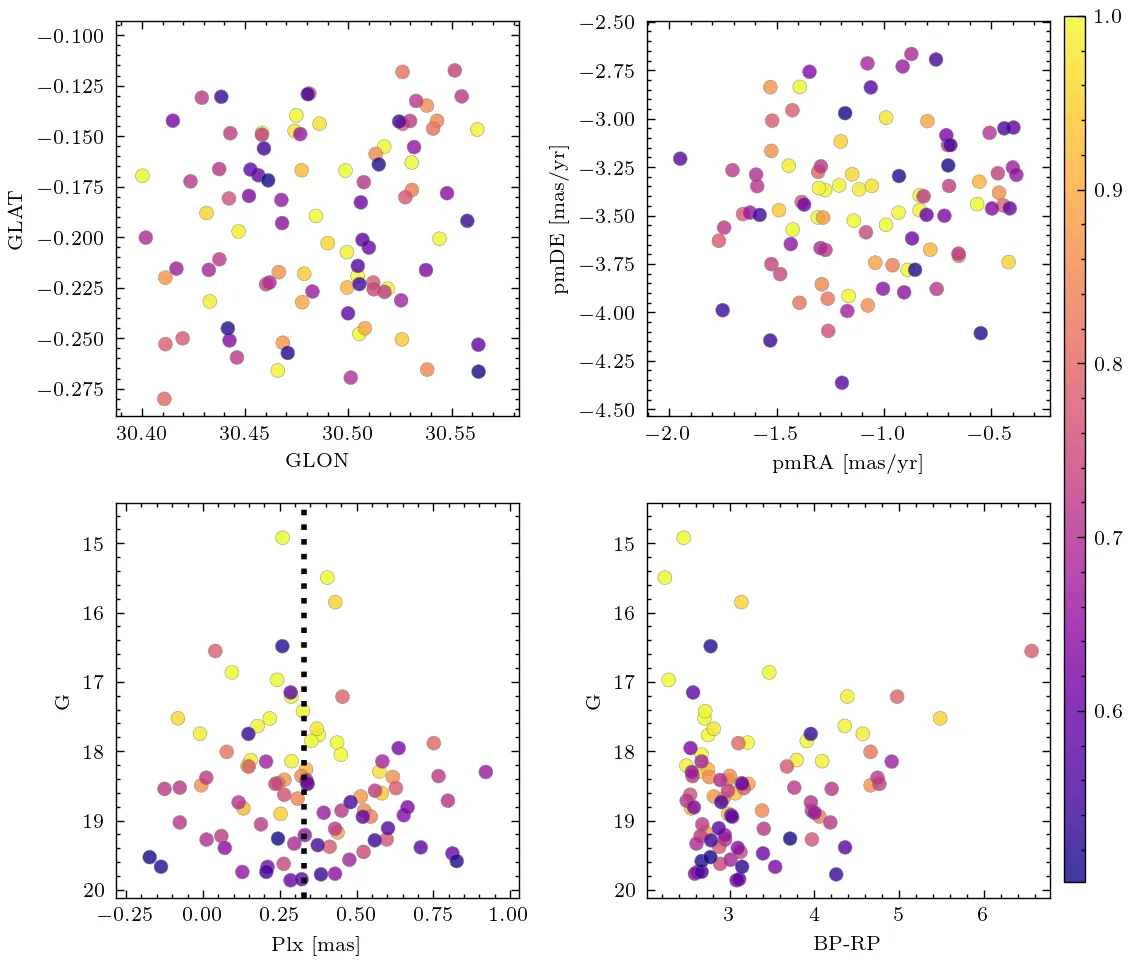 −0.100
−0.125
−0.150
−0.175
−0.200
−0.225
−0.250
−0.275
GLAT
30.40 30.45 30.50 30.55
GLON
−2.50
−2.75
−3.00
−3.25
−3.50
−3.75
−4.00
−4.25
−4.50
pmDE [mas/yr]
−2.0 −1.5 −1.0 −0.5
pmRA [mas/yr]
15
16
17
18
19
20
G
−0.25 0.00 0.25 0.50 0.75 1.00
Plx [mas]
15
16
17
18
19
20
G
3 4 5 6
BP-RP
1.0
0.9
0.8
0.7
0.6